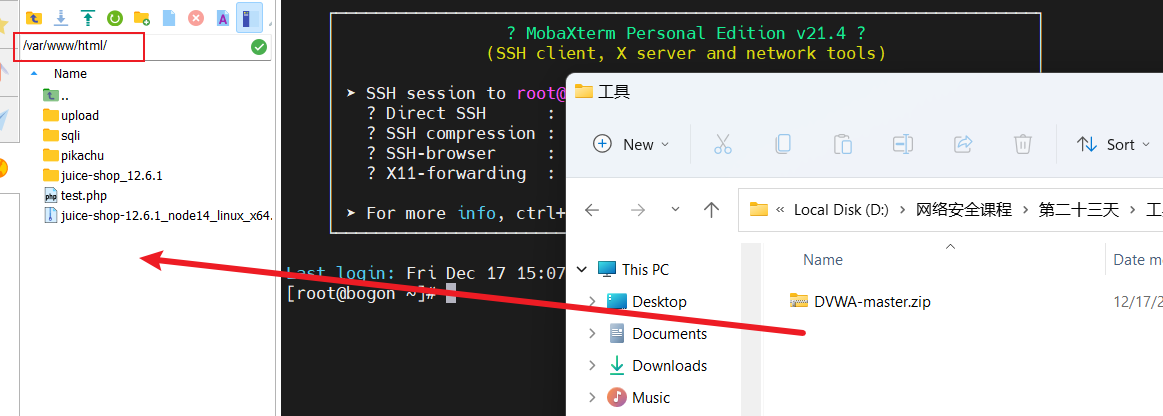 /var/www/html/
Name
..
upload
sqli
pikachu
juice-shop_12.6.1
test.php
juice-shop-12.6.1_node14_linux_x64.
? MobaXterm Personal Edition v21.4 ?
(SSH client, X server and network tools)
➤ SSH session to root@
? Direct SSH :
? SSH compression :
? SSH-browser :
? X11-forwarding :
➤ For more info, ctrl+
Last login: Fri Dec 17 15:07
[root@bogon ~]#
工具
New
Sort
« Local Disk (D:) > 网络安全课程 > 第二十三天 >
Name
Date mo
This PC
Desktop
Documents
Downloads
Music
DVWA-master.zip
12/17/2